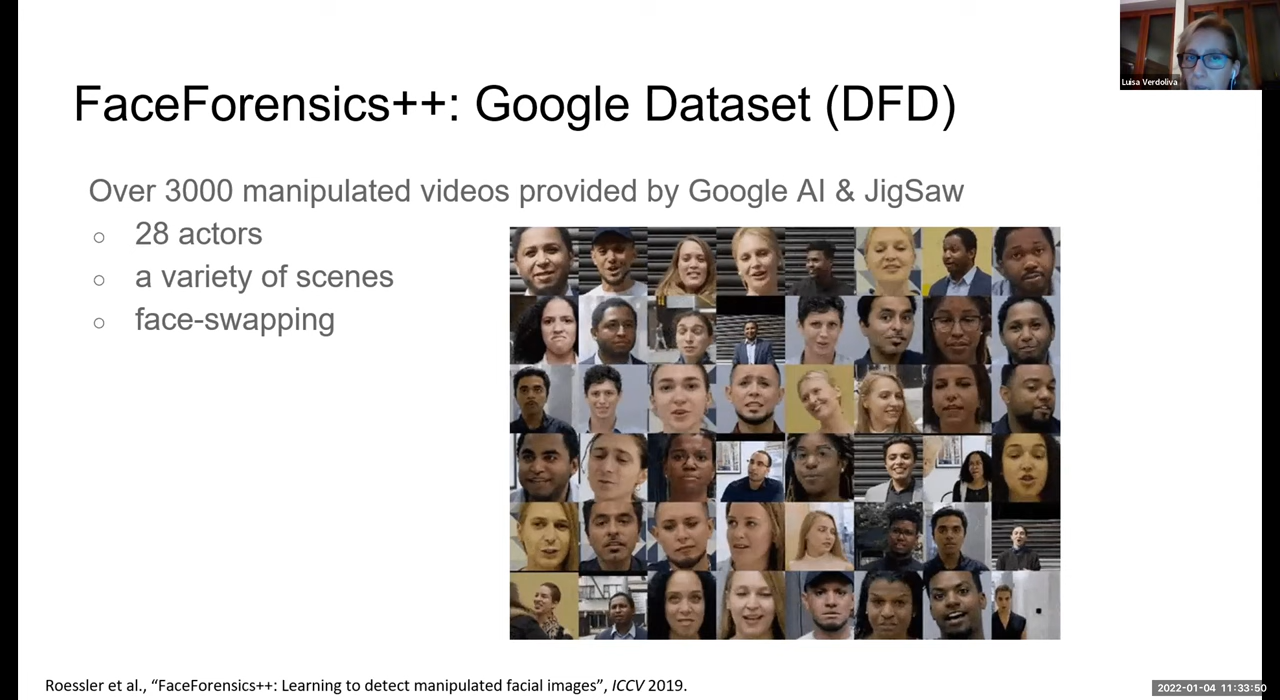 Luisa Verdoliva
FaceForensics++: Google Dataset (DFD)
Over 3000 manipulated videos provided by Google AI & JigSaw
○ 28 actors
○ a variety of scenes
○ face-swapping
Roessler et al., “FaceForensics++: Learning to detect manipulated facial images”, ICCV 2019.
2022-01-04 11:33:50